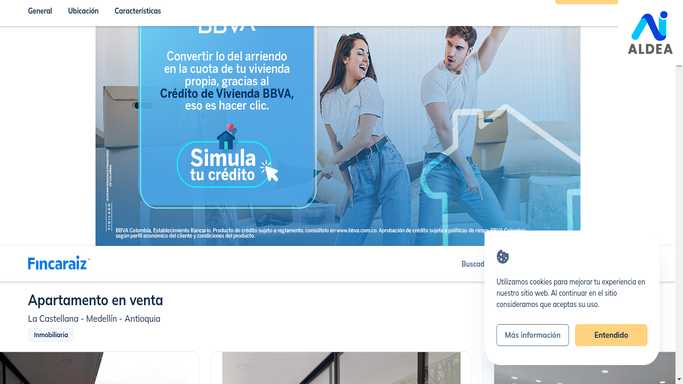 General Ubicación Características
ALDEA
BBVA
Convertir lo del arriendo
en la cuota de tu vivienda
propia, gracias al
Crédito de Vivienda BBVA,
eso es hacer clic.
Simula
tu crédito
BBVA Colombia. Establecimiento Bancario. Producto de crédito sujeto a reglamento, consúltelo en www.bbva.com.co. Aprobación de crédito sujeta a políticas de riesgo BBVA Colombia
según perfil económico del cliente y condiciones del producto.
Fincaraiz
Buscad
Apartamento en venta
La Castellana - Medellín - Antioquia
Inmobiliaria
Utilizamos cookies para mejorar tu experiencia en
nuestro sitio web. Al continuar en el sitio
consideramos que aceptas su uso.
Más información
Entendido